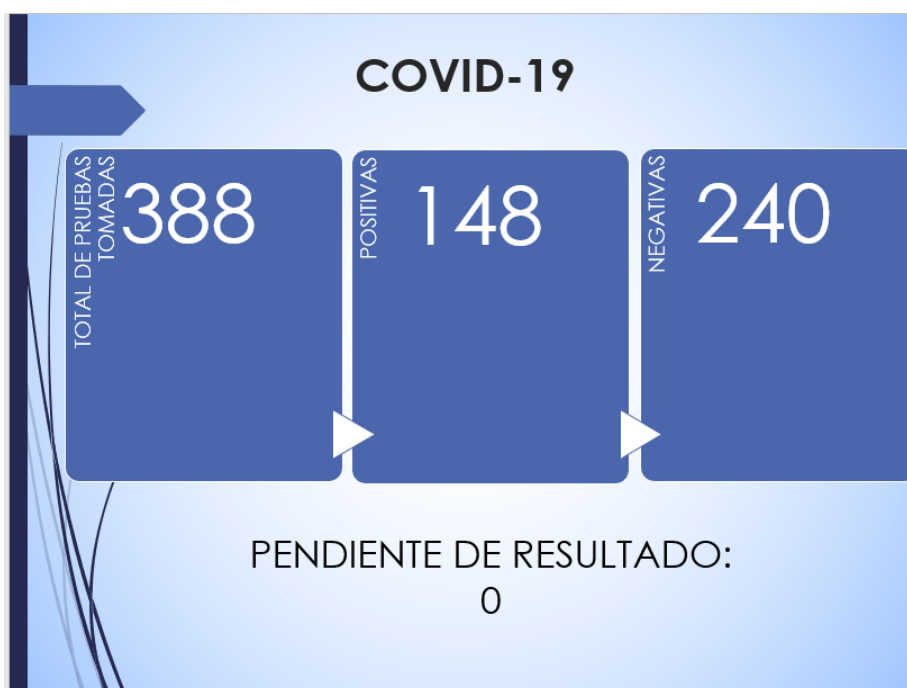 COVID-19
TOTAL DE PRUEBAS
TOMADAS
388
POSITIVAS
148
NEGATIVAS
240
PENDIENTE DE RESULTADO:
0